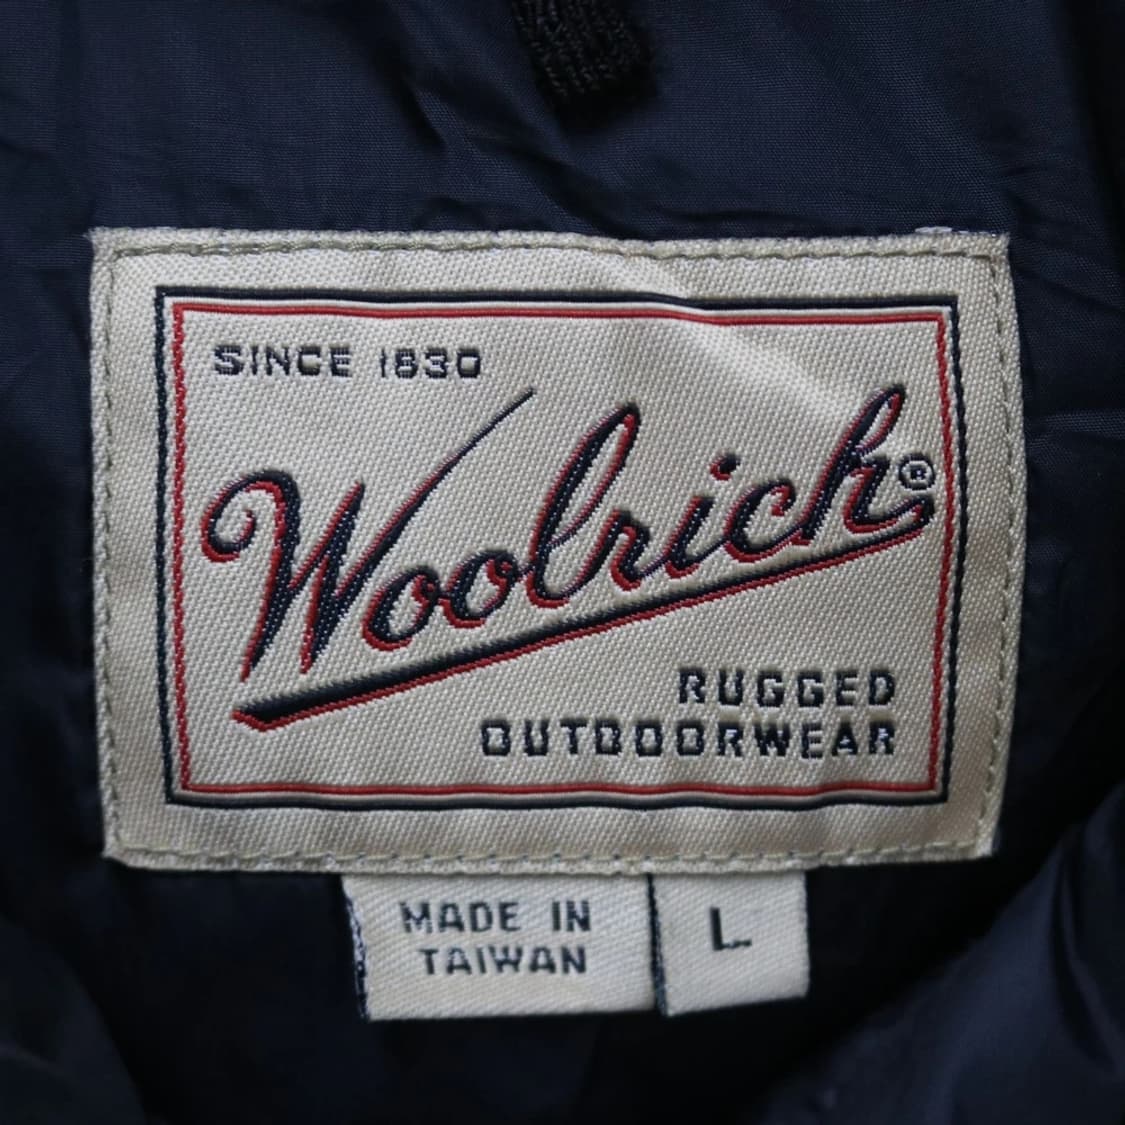 SINCE 1830
Woolrich®
RUGGED
OUTDOORWEAR
MADE IN
TAIWAN
L